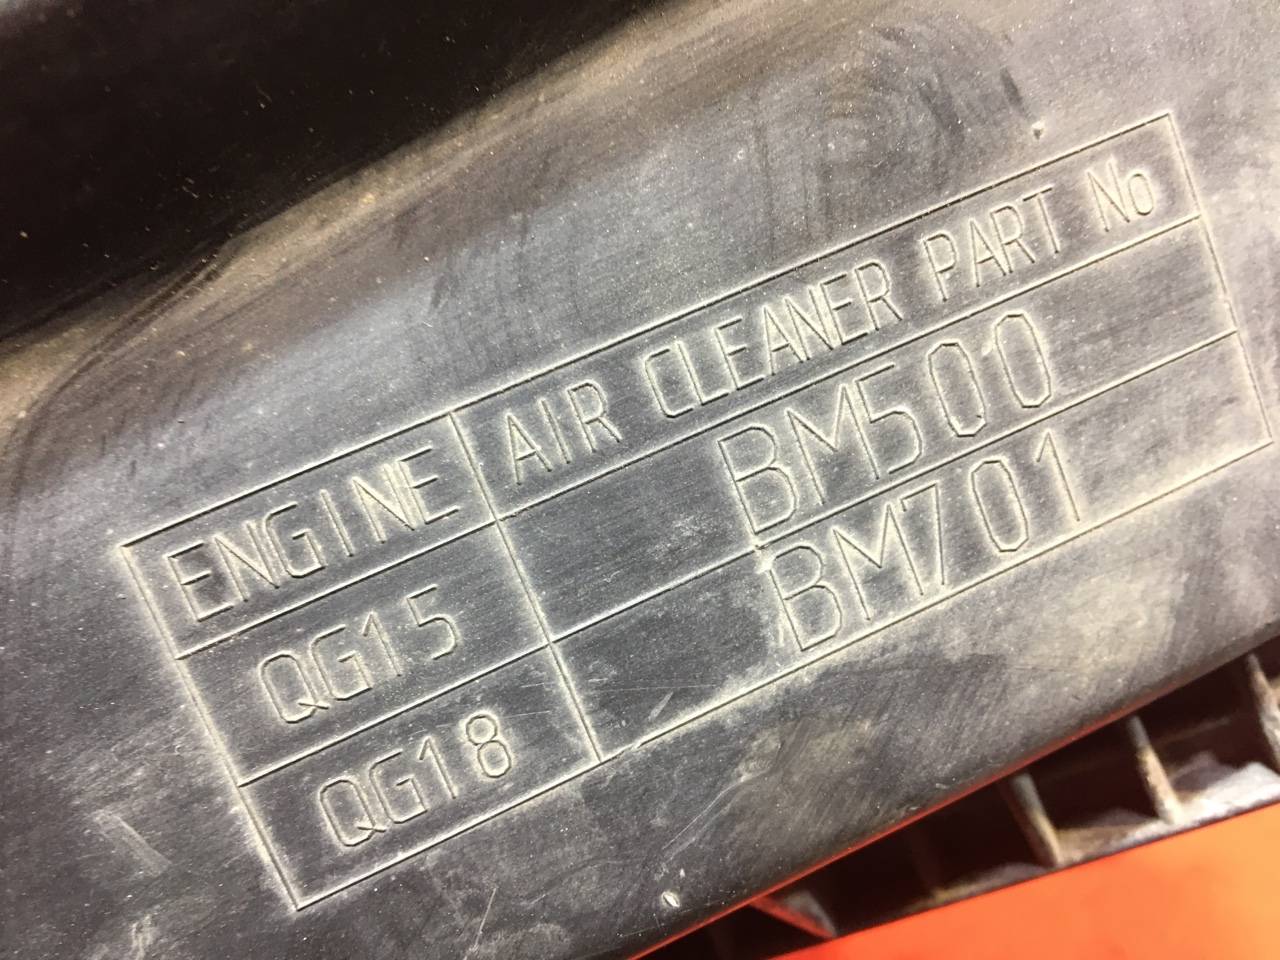 ENGINE AIR CLEANER PART No
QG15 BM500
QG18 BM701